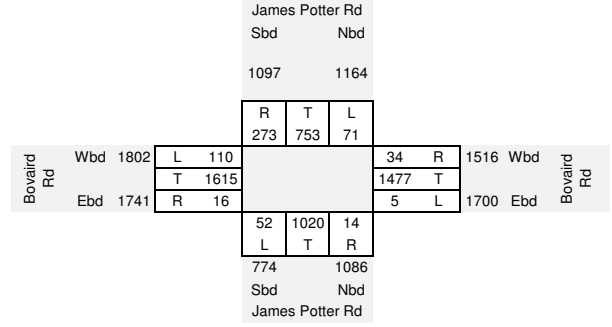 James Potter Rd
Sbd Nbd
1097 1164
R T L
273 753 71
Bovaird Rd
Wbd 1802 L 110
T 1615
Ebd 1741 R 16
34 R 1516 Wbd
1477 T
5 L 1700 Ebd
Bovaird Rd
52 1020 14
L T R
774 1086
Sbd Nbd
James Potter Rd